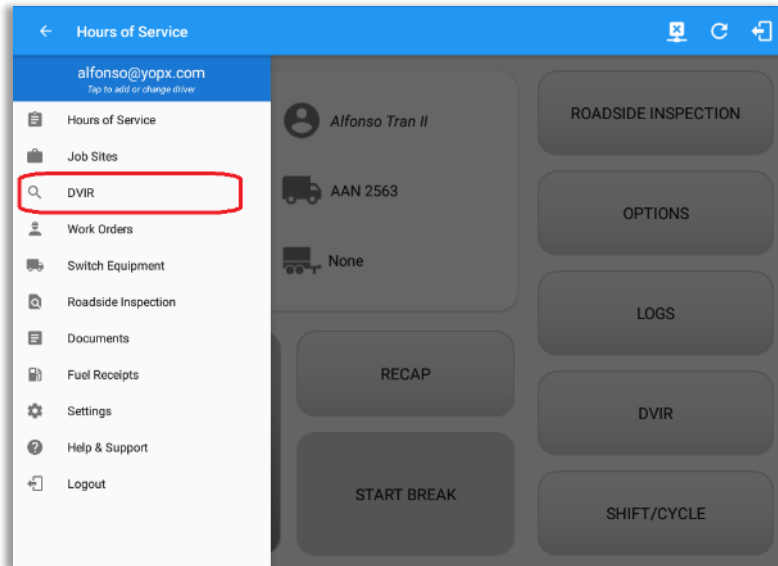 Hours of Service
alfonso@yopx.com
Tap to add or change driver
Hours of Service
Job Sites
DVIR
Work Orders
Switch Equipment
Roadside Inspection
Documents
Fuel Receipts
Settings
Help & Support
Logout
Alfonso Tran II
AAN 2563
None
RECAP
START BREAK
ROADSIDE INSPECTION
OPTIONS
LOGS
DVIR
SHIFT/CYCLE